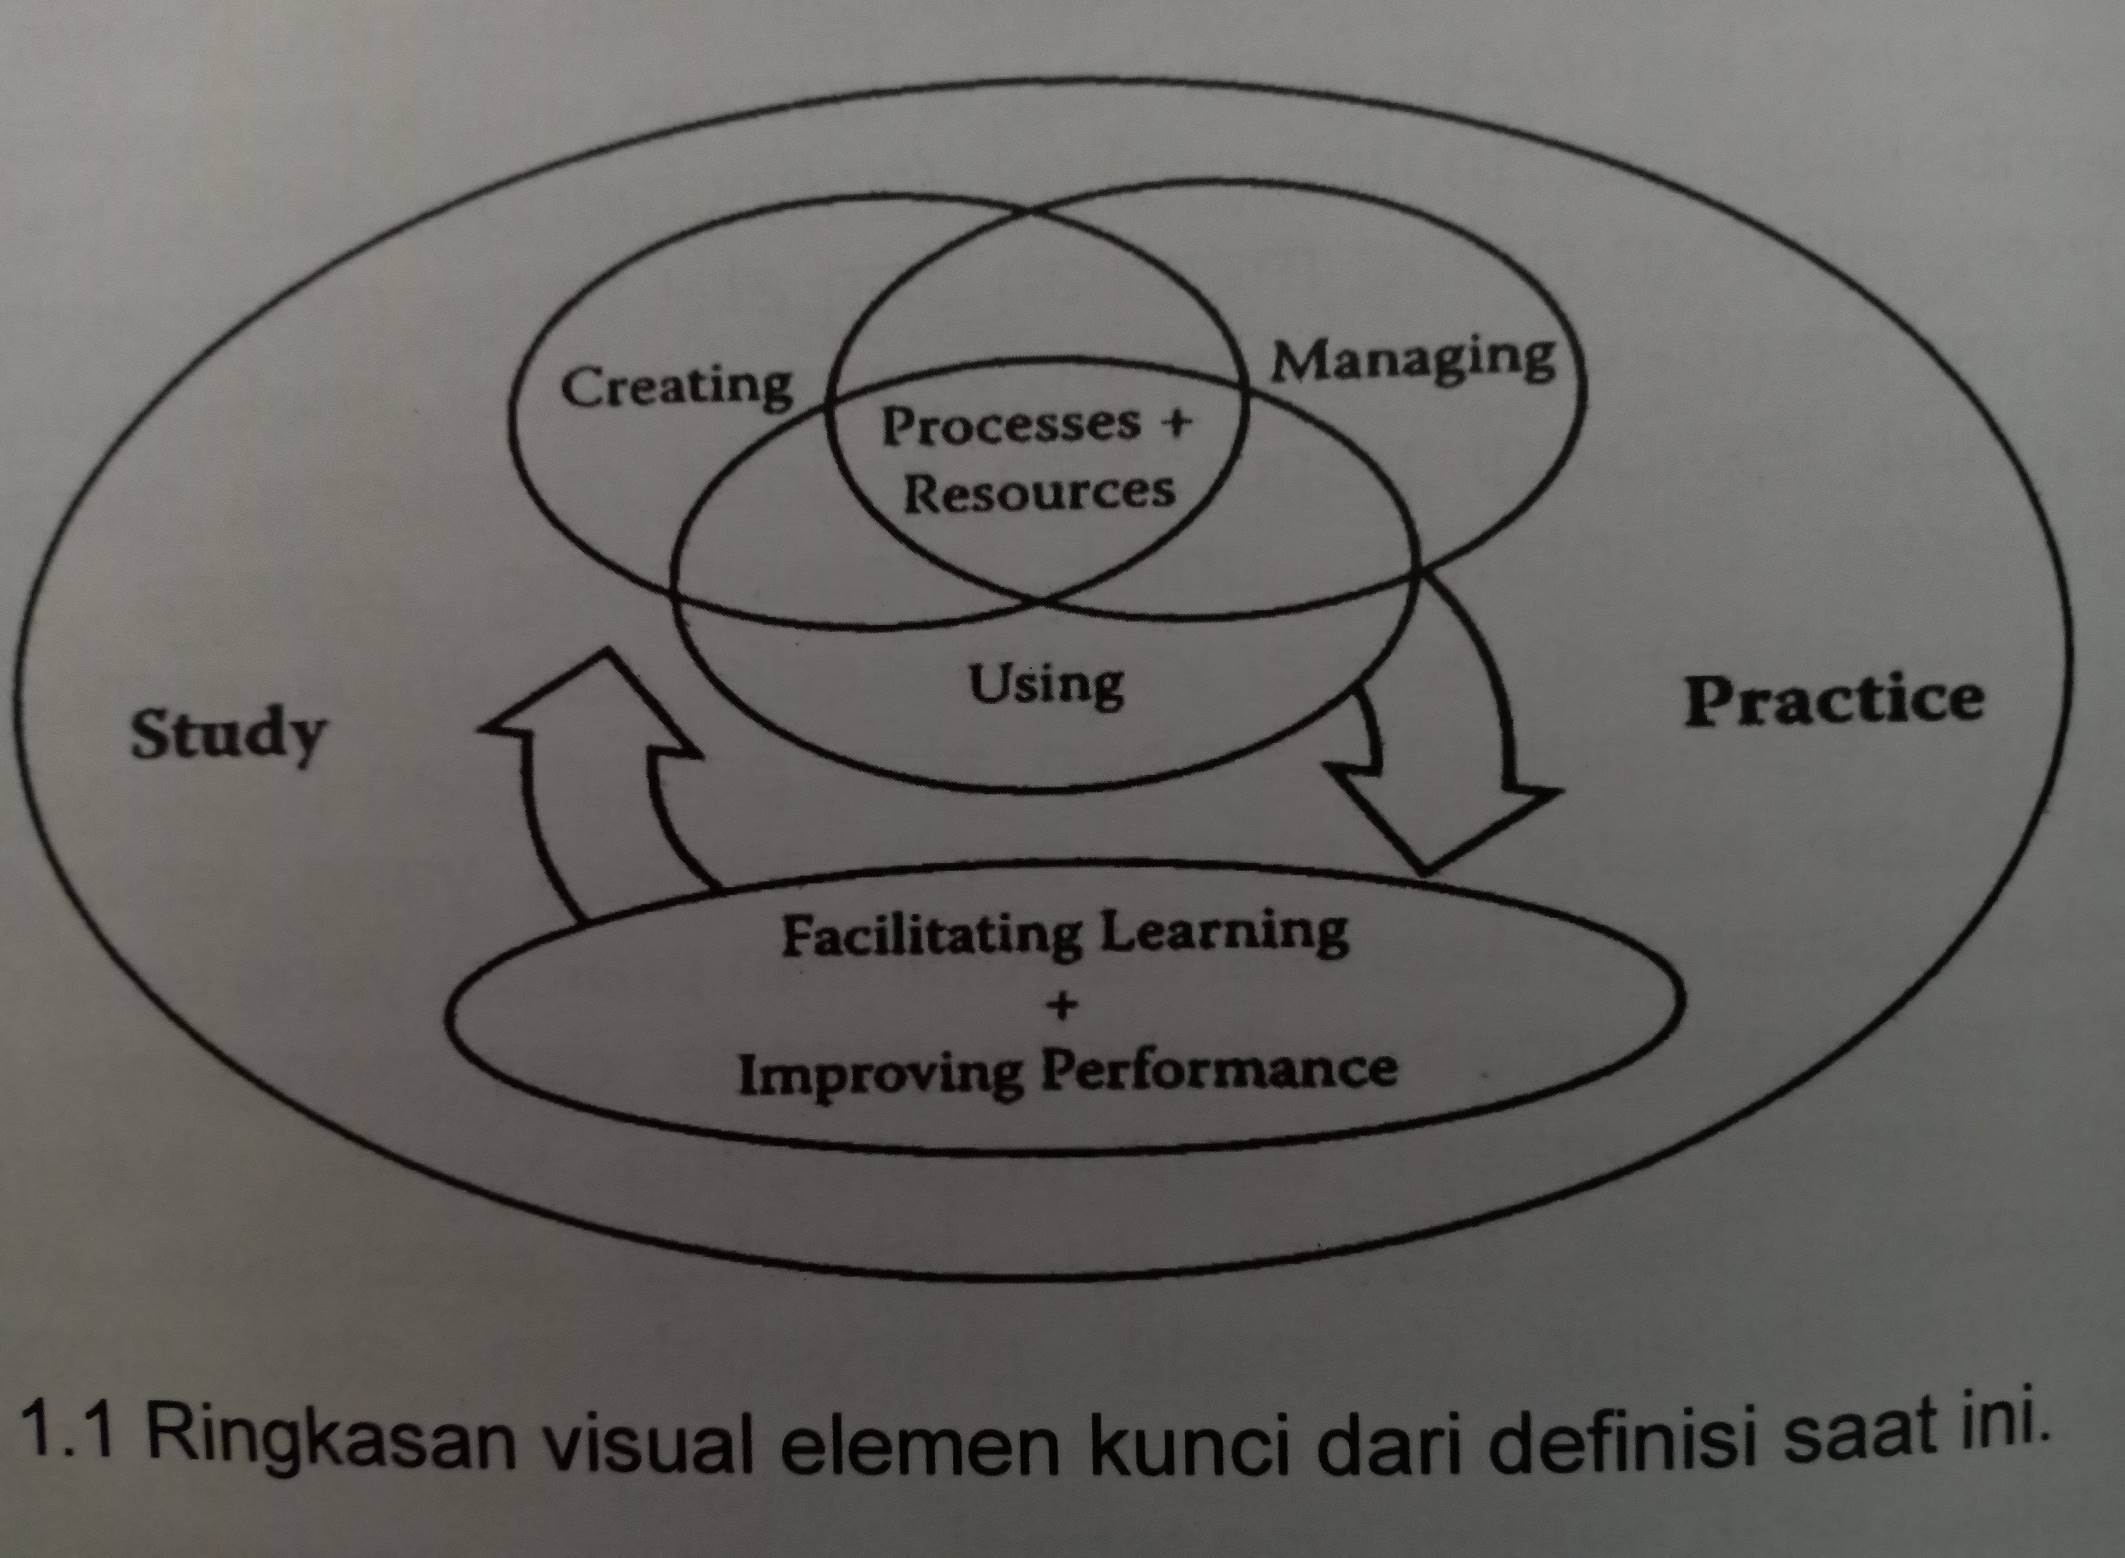 Creating
Managing
Processes +
Resources
Using
Study
Practice
Facilitating Learning
+
Improving Performance
1.1 Ringkasan visual elemen kunci dari definisi saat ini.